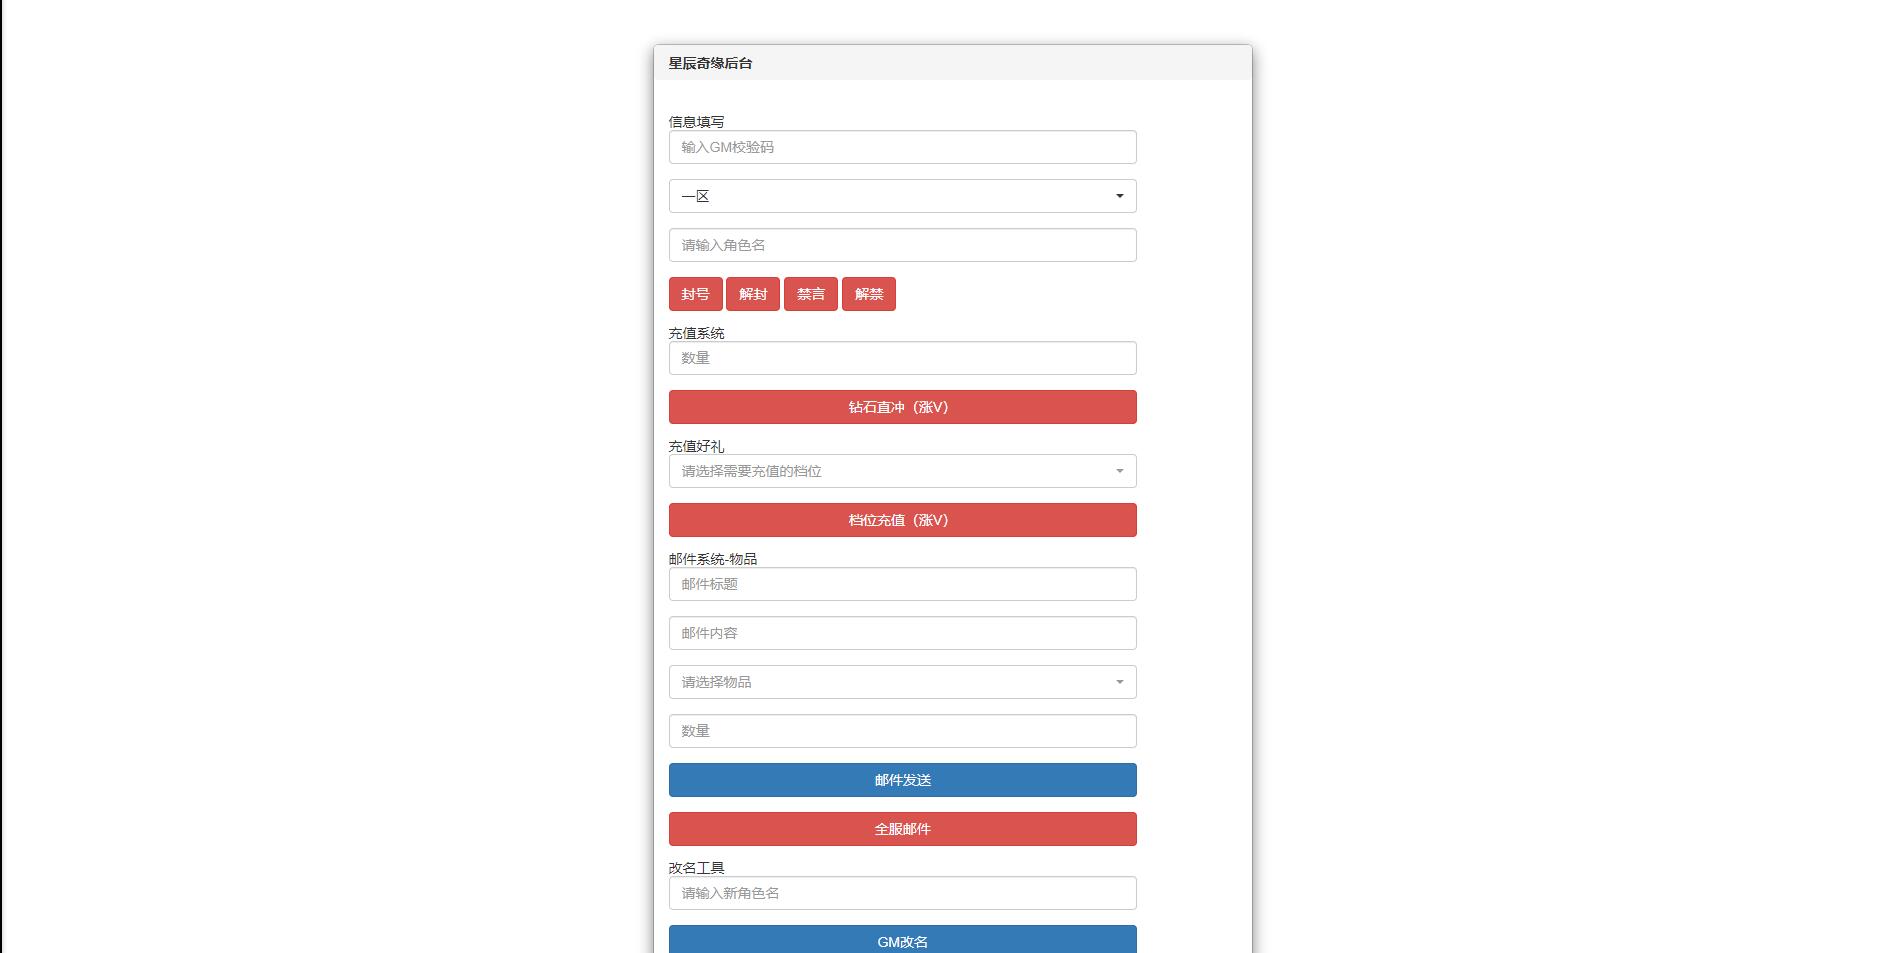 星辰奇缘后台
信息填写
输入GM校验码
一区
请输入角色名
封号 解封 禁言 解禁
充值系统
数量
钻石直冲（涨V）
充值好礼
请选择需要充值的档位
档位充值（涨V）
邮件系统-物品
邮件标题
邮件内容
请选择物品
数量
邮件发送
全服邮件
改名工具
请输入新角色名
GM改名